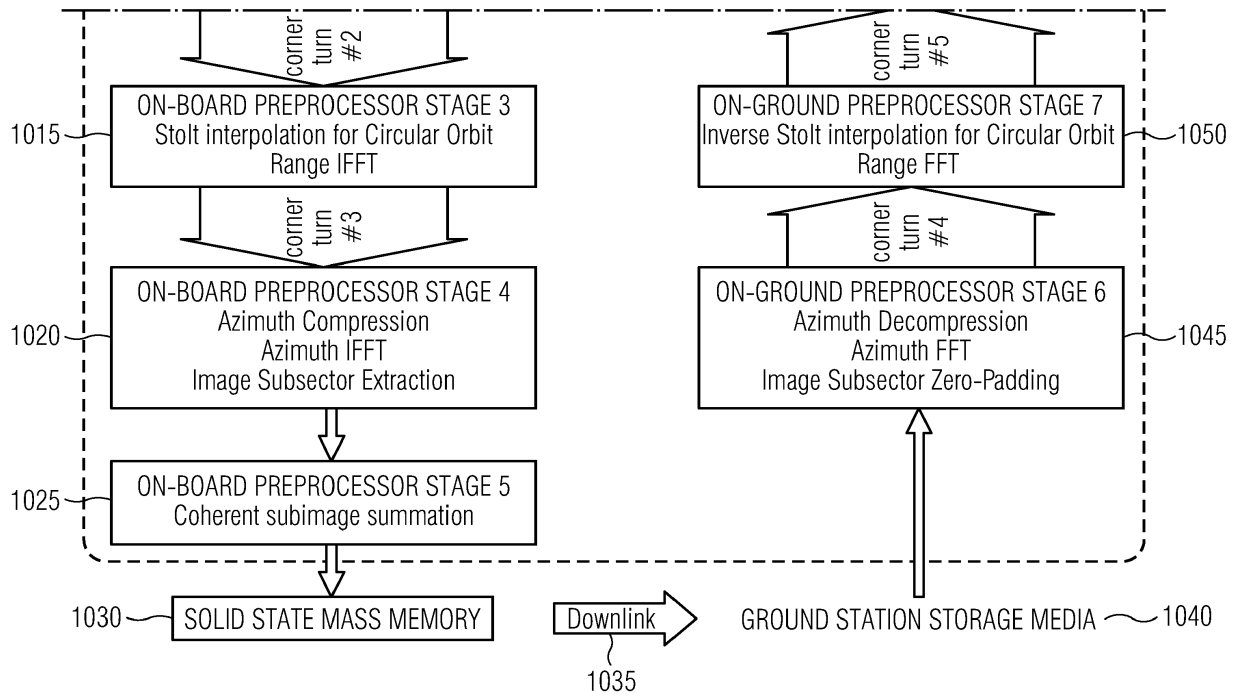 corner
turn
#2
ON-BOARD PREPROCESSOR STAGE 3
Stolt interpolation for Circular Orbit
Range IFFT
1015
corner
turn
#3
ON-BOARD PREPROCESSOR STAGE 4
Azimuth Compression
Azimuth IFFT
Image Subsector Extraction
1020
ON-BOARD PREPROCESSOR STAGE 5
Coherent subimage summation
1025
SOLID STATE MASS MEMORY
1030
Downlink
1035
GROUND STATION STORAGE MEDIA
1040
ON-GROUND PREPROCESSOR STAGE 6
Azimuth Decompression
Azimuth FFT
Image Subsector Zero-Padding
1045
corner
turn
#4
ON-GROUND PREPROCESSOR STAGE 7
Inverse Stolt interpolation for Circular Orbit
Range FFT
1050
corner
turn
#5